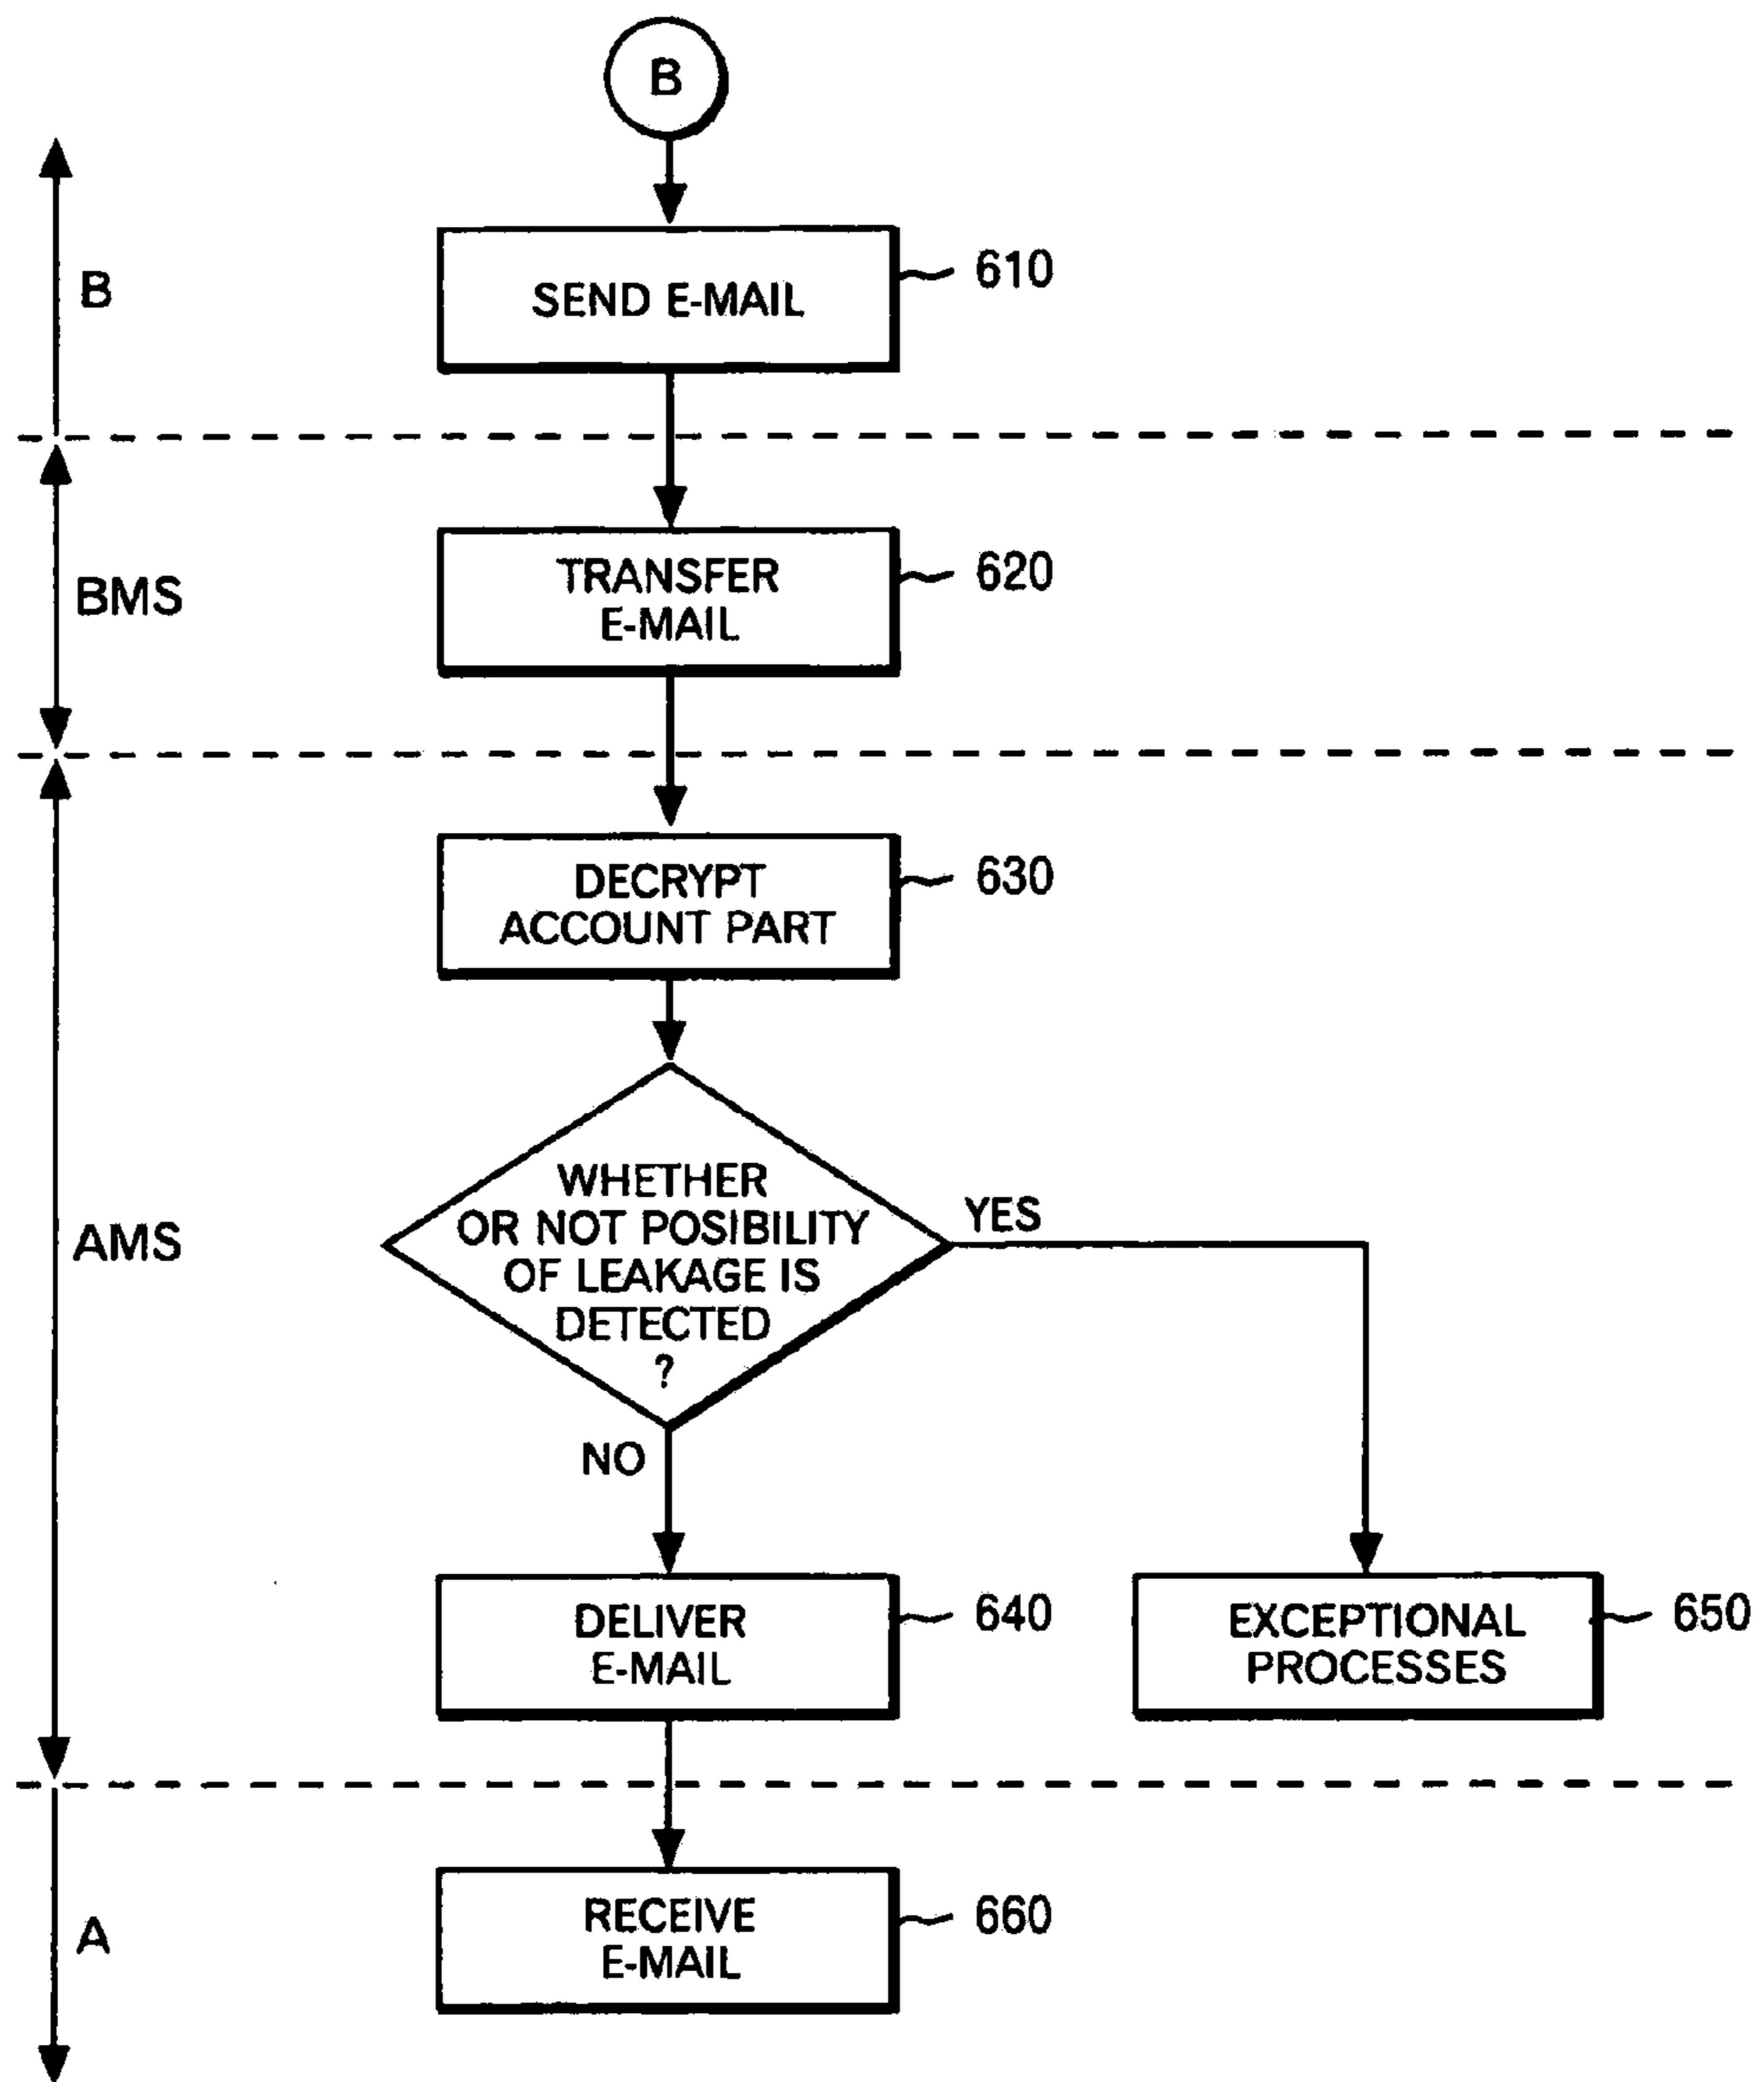 B
SEND E-MAIL
610
B
TRANSFER
E-MAIL
620
BMS
DECRYPT
ACCOUNT PART
630
WHETHER
OR NOT POSIBILITY
OF LEAKAGE IS
DETECTED
?
YES
AMS
NO
DELIVER
E-MAIL
640
EXCEPTIONAL
PROCESSES
650
RECEIVE
E-MAIL
660
A